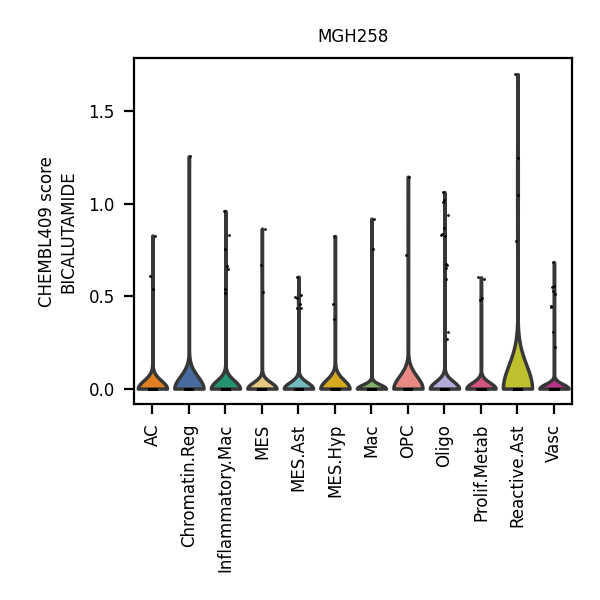 MGH258
CHEMBL409 score
BICALUTAMIDE
1.5
1.0
0.5
0.0
AC
Chromatin.Reg
Inflammatory.Mac
MES
MES.Ast
MES.Hyp
Mac
OPC
Oligo
Prolif.Metab
Reactive.Ast
Vasc